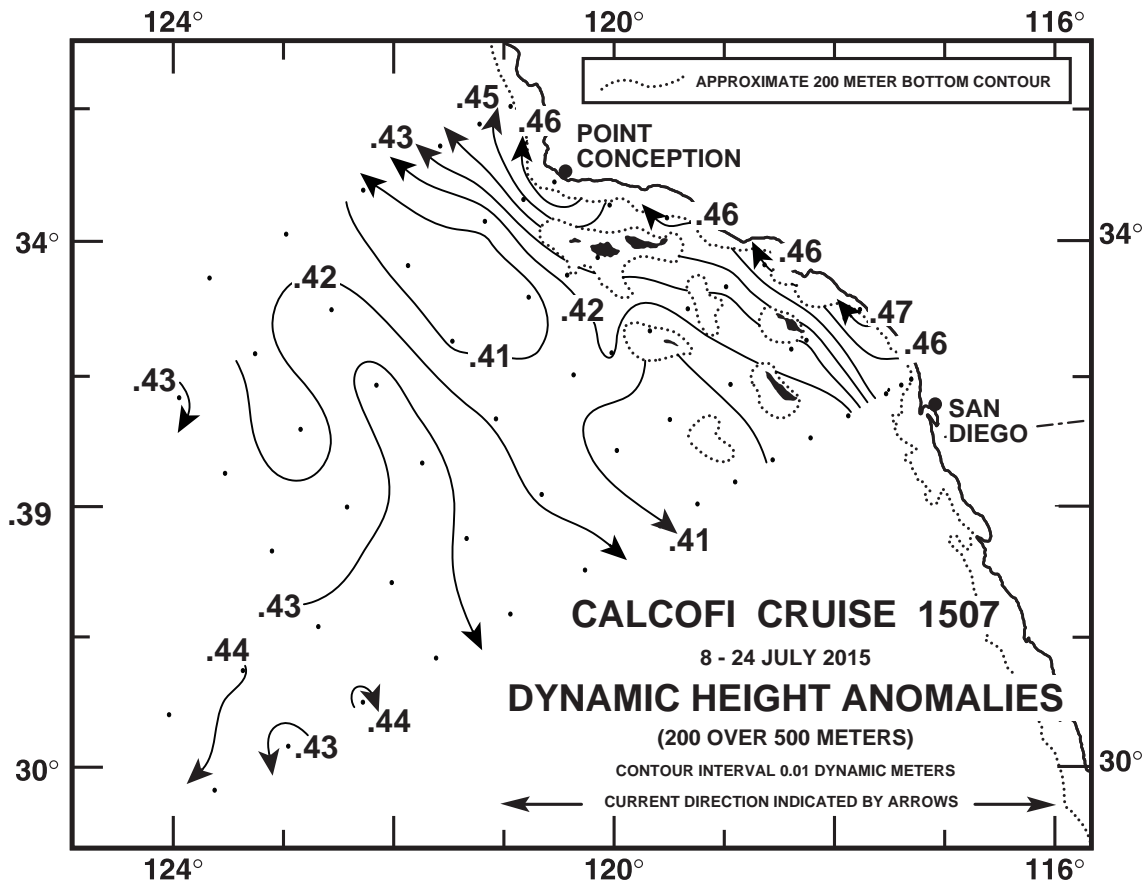 124°
120°
116°
APPROXIMATE 200 METER BOTTOM CONTOUR
.45
.46
.43
POINT
CONCEPTION
.46
34°
34°
.46
.42
.42
.47
.41
.46
.43
SAN
DIEGO
.39
.41
.43
CALCOFI CRUISE 1507
.44
8 - 24 JULY 2015
DYNAMIC HEIGHT ANOMALIES
.44
.43
(200 OVER 500 METERS)
30°
30°
CONTOUR INTERVAL 0.01 DYNAMIC METERS
CURRENT DIRECTION INDICATED BY ARROWS
124°
120°
116°